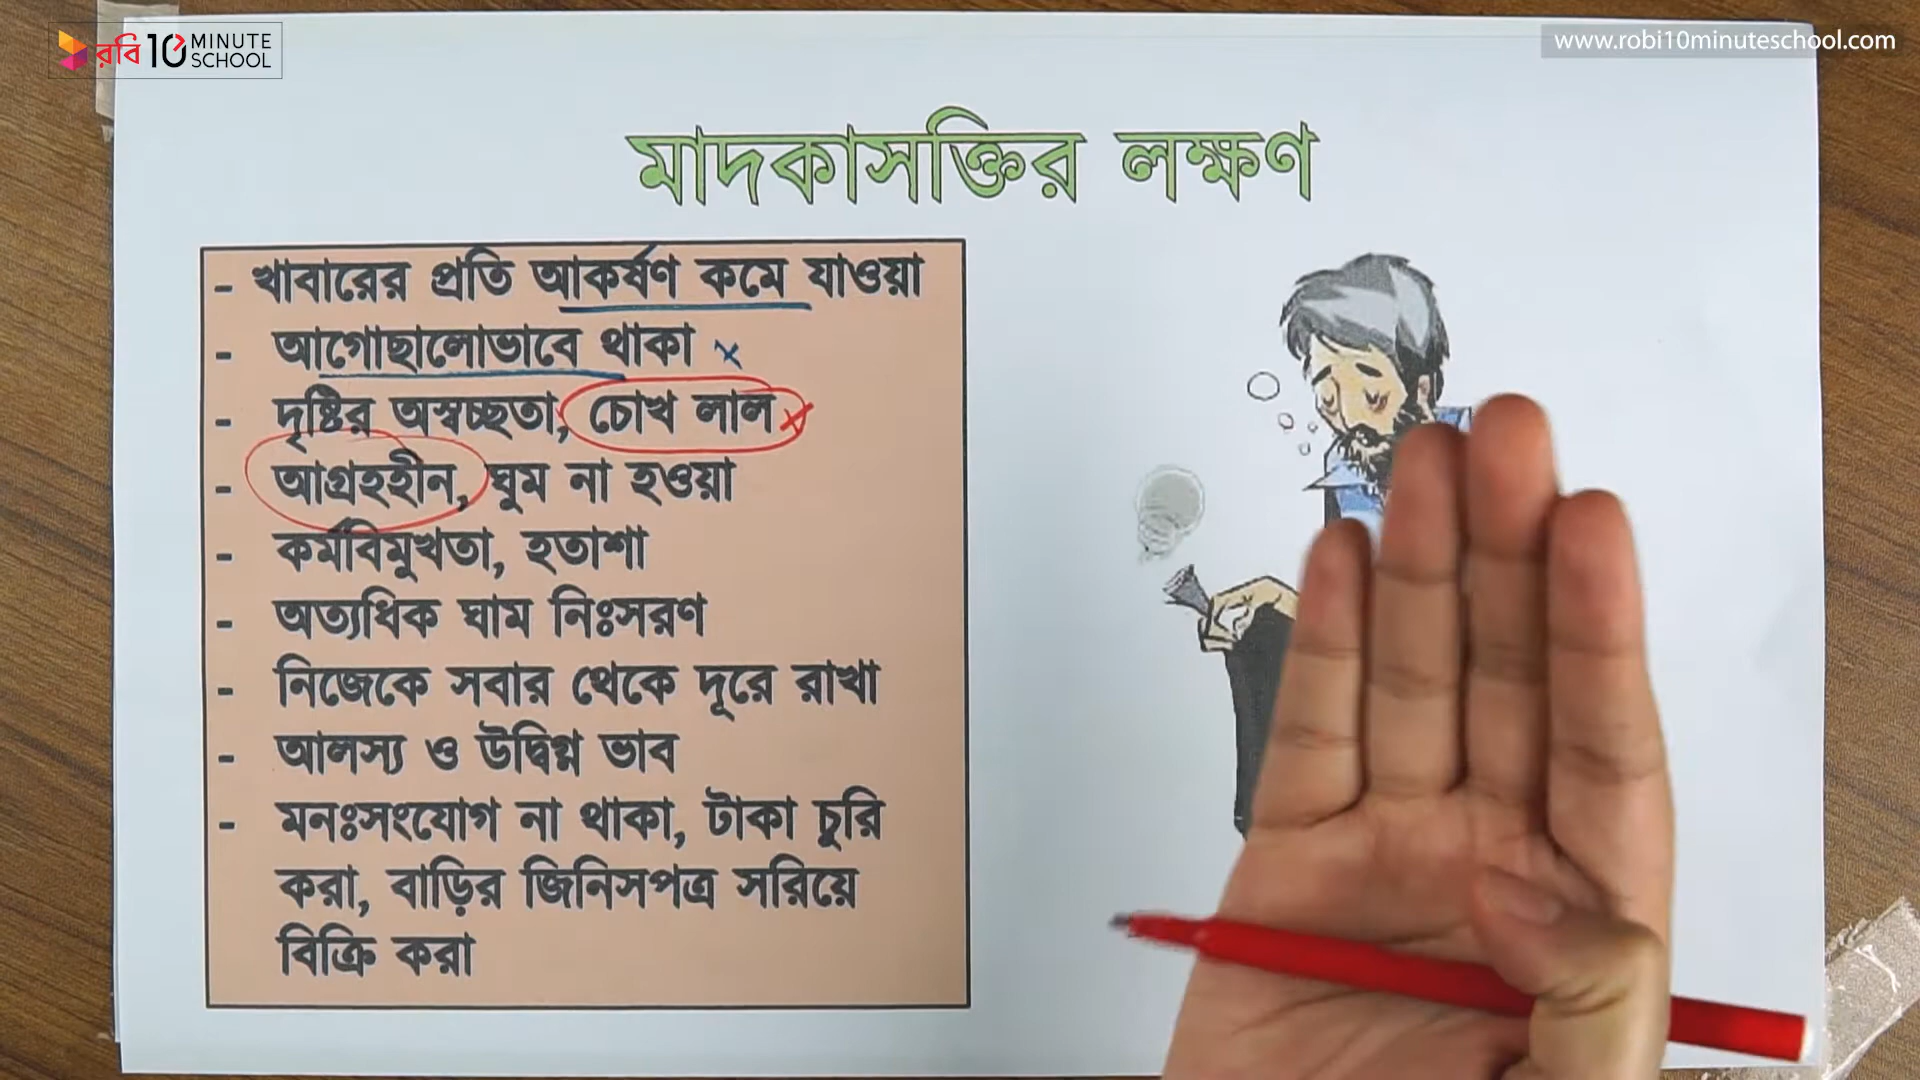 রবি 10 MINUTE SCHOOL
www.robi10minuteschool.com
মাদকাসক্তির লক্ষণ
- খাবারের প্রতি আকর্ষণ কমে যাওয়া
- আগোছালোভাবে থাকা x
- দৃষ্টির অস্বচ্ছতা, চোখ লাল x
- আগ্রহহীন, ঘুম না হওয়া
- কর্মবিমুখতা, হতাশা
- অত্যধিক ঘাম নিঃসরণ
- নিজেকে সবার থেকে দূরে রাখা
- আলস্য ও উদ্বিগ্ন ভাব
- মনঃসংযোগ না থাকা, টাকা চুরি
করা, বাড়ির জিনিসপত্র সরিয়ে
বিক্রি করা